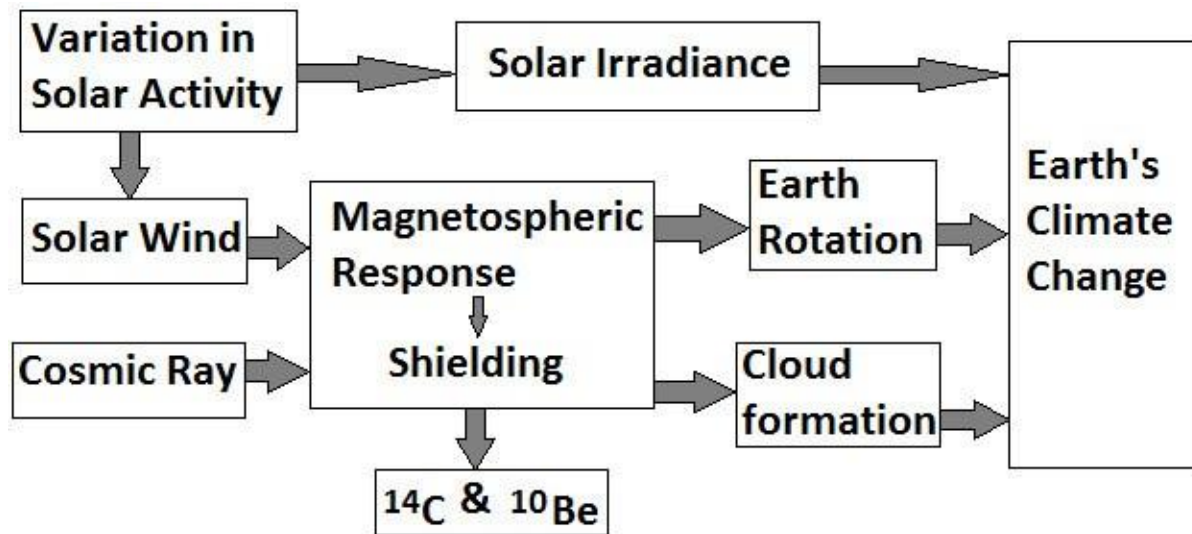 Variation in
Solar Activity
Solar Irradiance
Earth's
Climate
Change
Solar Wind
Magnetospheric
Response
Shielding
Earth
Rotation
Cosmic Ray
Cloud
formation
¹⁴C & ¹⁰Be